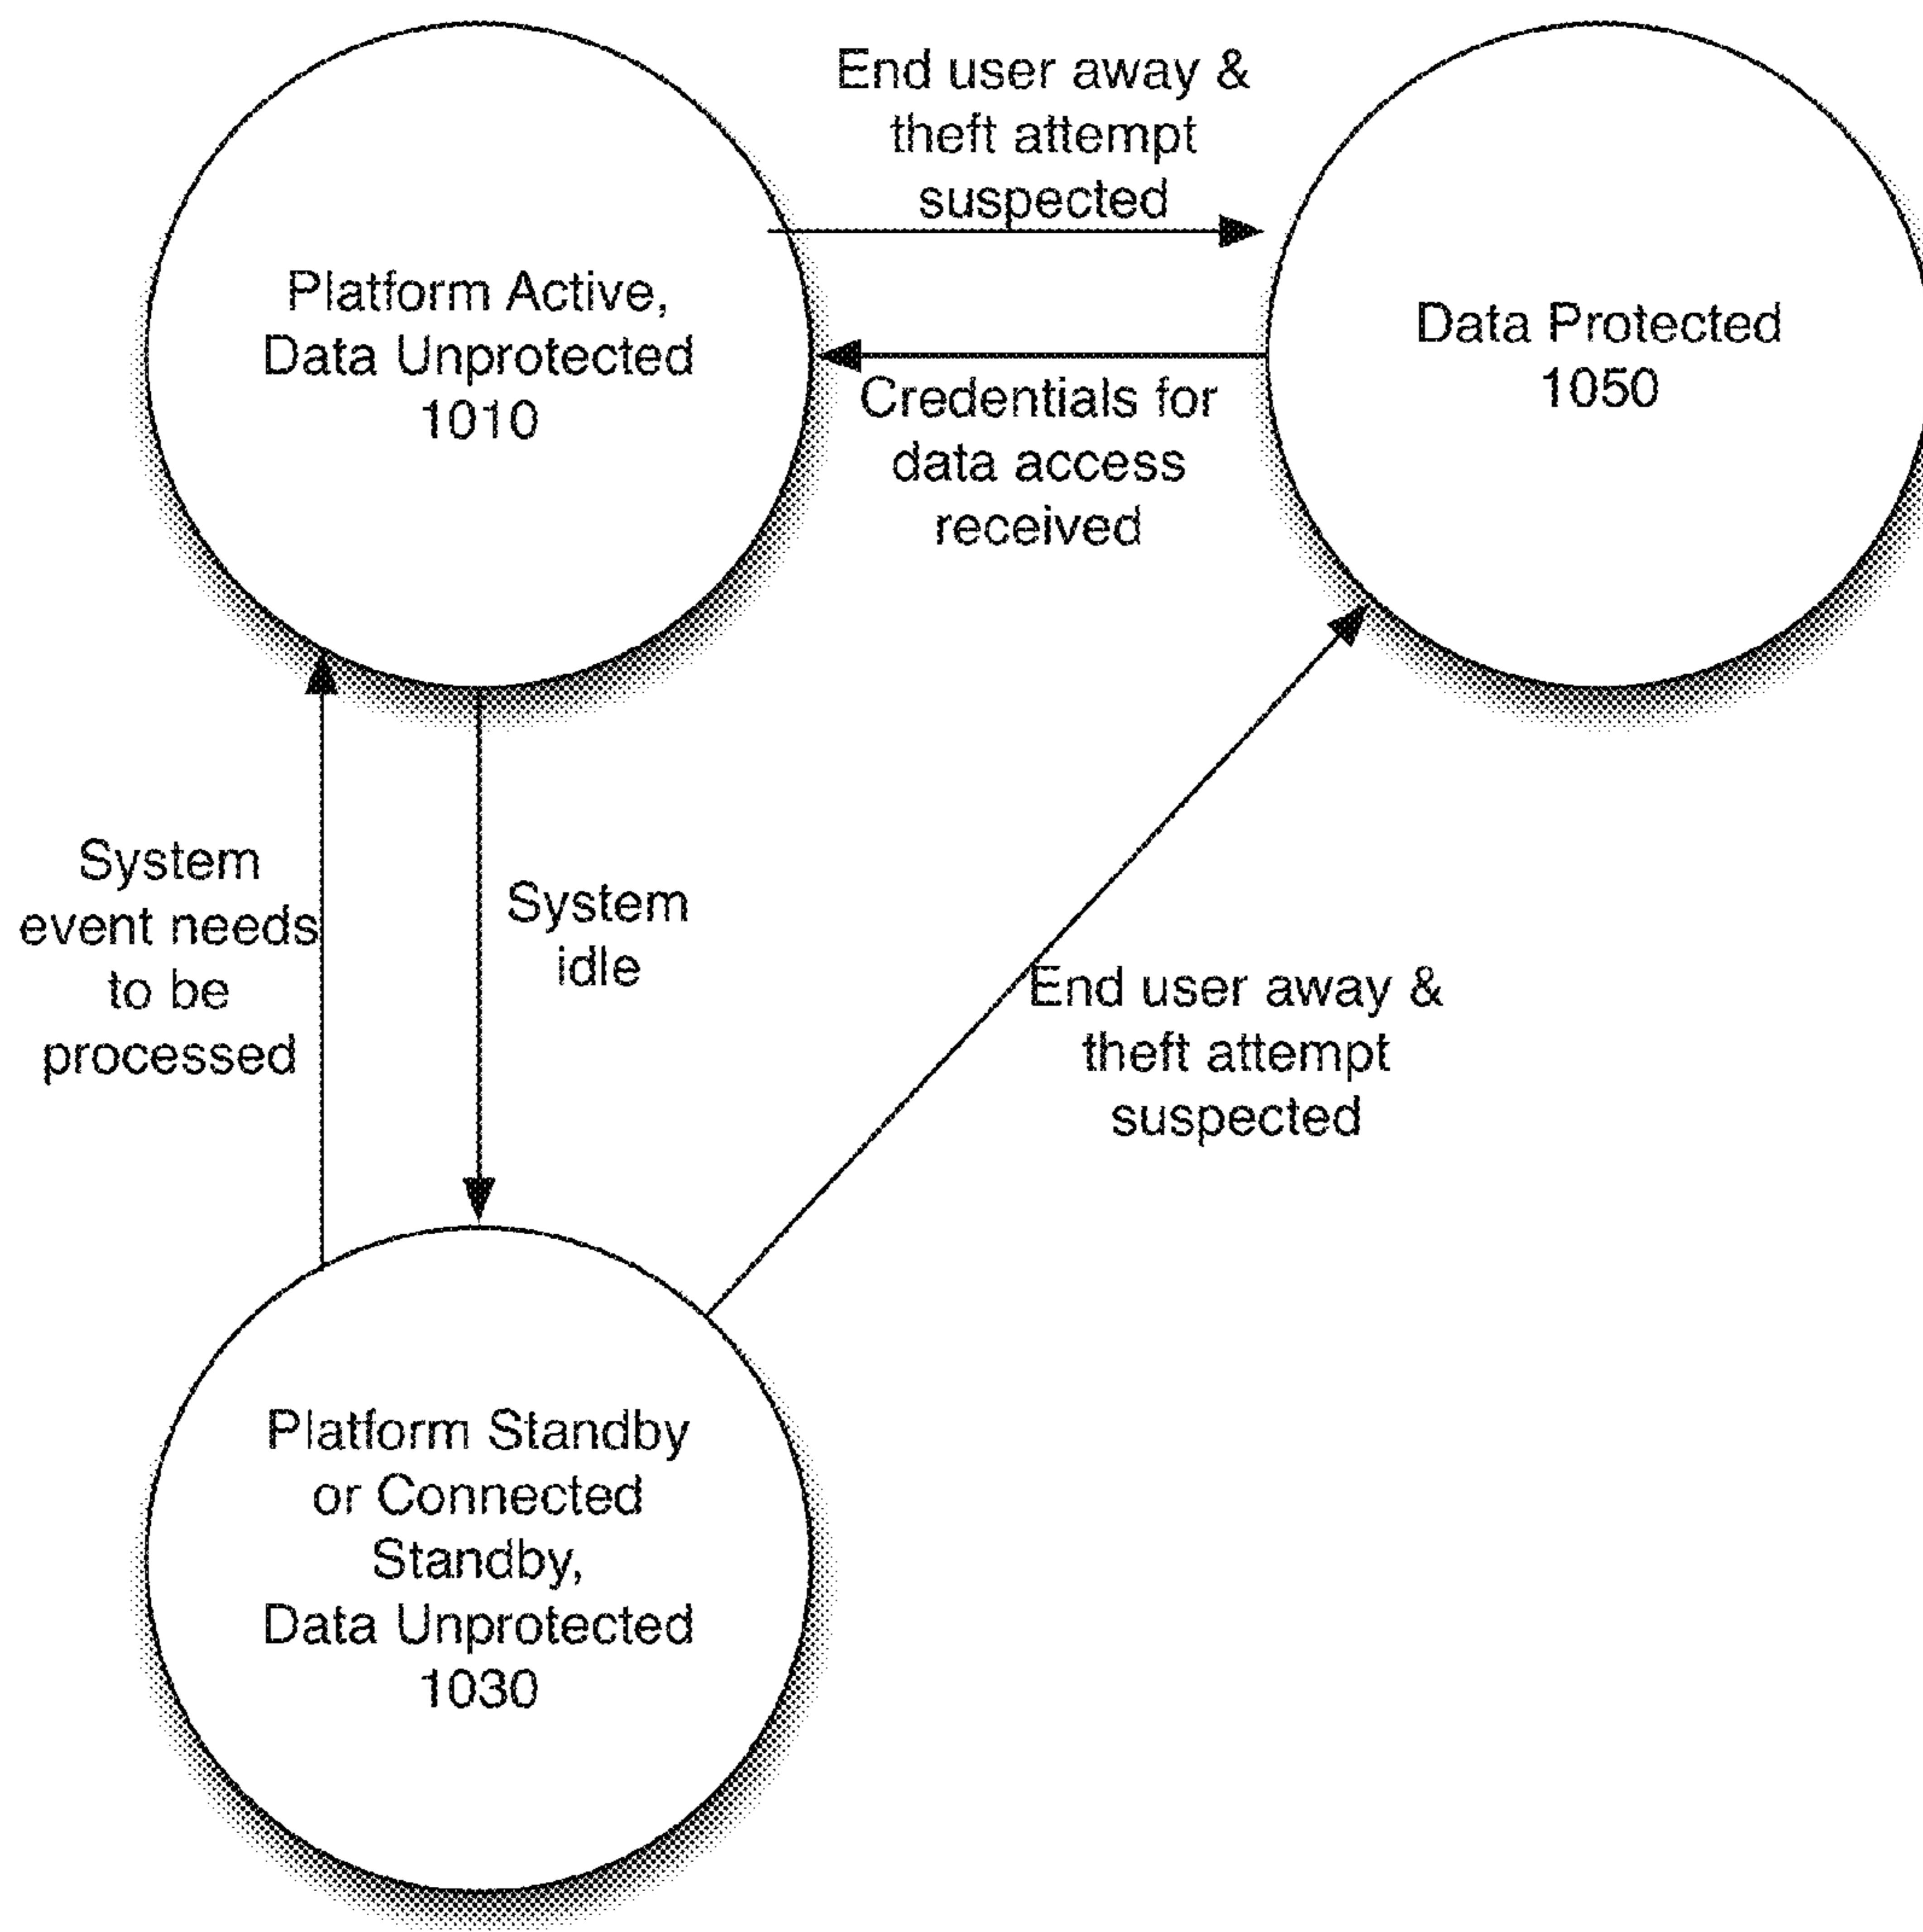 End user away &
theft attempt
suspected
Platform Active,
Data Unprotected
1010
Data Protected
1050
Credentials for
data access
received
System
event needs
to be
processed
System
idle
End user away &
theft attempt
suspected
Platform Standby
or Connected
Standby,
Data Unprotected
1030